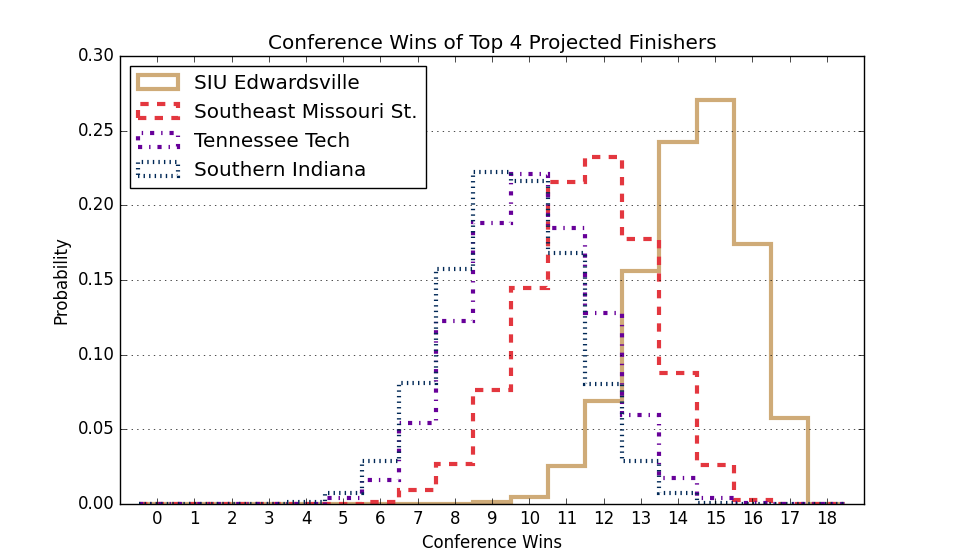 Conference Wins of Top 4 Projected Finishers
SIU Edwardsville
Southeast Missouri St.
Tennessee Tech
Southern Indiana
Probability
0.30
0.25
0.20
0.15
0.10
0.05
0.00
0 1 2 3 4 5 6 7 8 9 10 11 12 13 14 15 16 17 18
Conference Wins